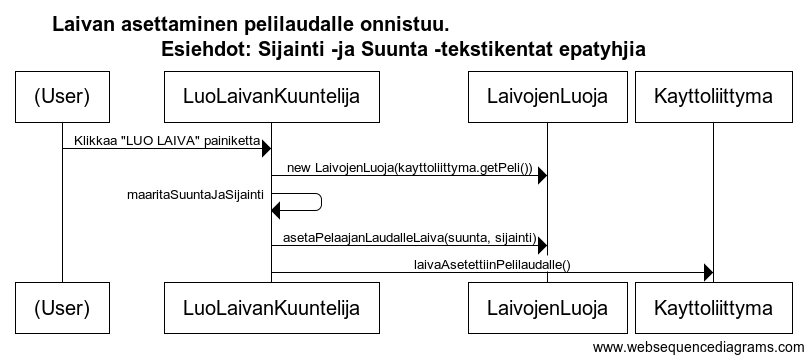 Laivan asettaminen pelilaudalle onnistuu.
Esiehdot: Sijainti -ja Suunta -tekstikentat epatyhjia
(User)
LuoLaivanKuuntelija
LaivojenLuoja
Kayttoliittyma
Klikkaa "LUO LAIVA" painiketta
new LaivojenLuoja(kayttoliittyma.getPeli())
maaritaSuuntaJaSijainti
asetaPelaajanLaudalleLaiva(suunta, sijainti)
laivaAsetettiinPelilaudalle()
(User)
LuoLaivanKuuntelija
LaivojenLuoja
Kayttoliittyma
www.websequencediagrams.com